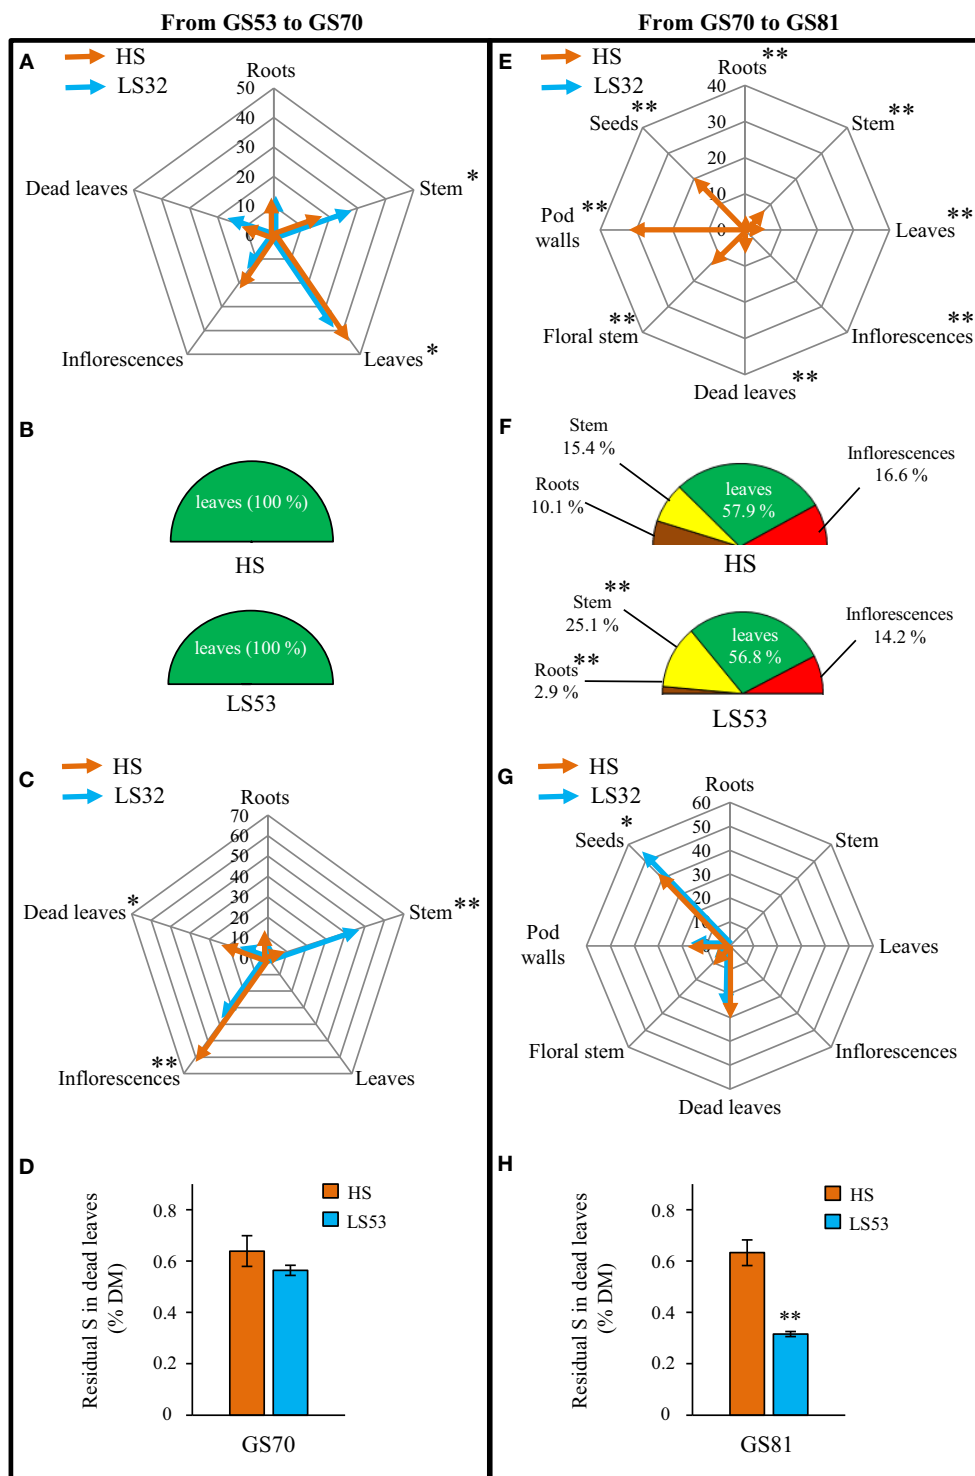 From GS53 to GS70
From GS70 to GS81
A
HS
LS32
Roots
50
40
30
20
10
0
Stem *
Leaves *
Inflorescences
Dead leaves
B
leaves (100 %)
HS
leaves (100 %)
LS53
C
HS
LS32
Roots
70
60
50
40
30
20
10
0
Stem **
Leaves
Inflorescences **
Dead leaves *
D
Residual S in dead leaves
(% DM)
0.8
0.6
0.4
0.2
0
HS
LS53
GS70
E
HS
LS32
Roots **
40
30
20
10
0
Stem **
Leaves **
Inflorescences **
Dead leaves **
Floral stem **
Pod
walls **
Seeds **
F
Stem
15.4 %
Roots
10.1 %
leaves
57.9 %
Inflorescences
16.6 %
HS
Stem **
25.1 %
Roots **
2.9 %
leaves
56.8 %
Inflorescences
14.2 %
LS53
G
HS
LS32
Roots
60
50
40
30
20
10
0
Stem
Leaves
Inflorescences
Dead leaves
Floral stem
Pod
walls
Seeds *
H
Residual S in dead leaves
(% DM)
0.8
0.6
0.4
0.2
0
HS
LS53
**
GS81